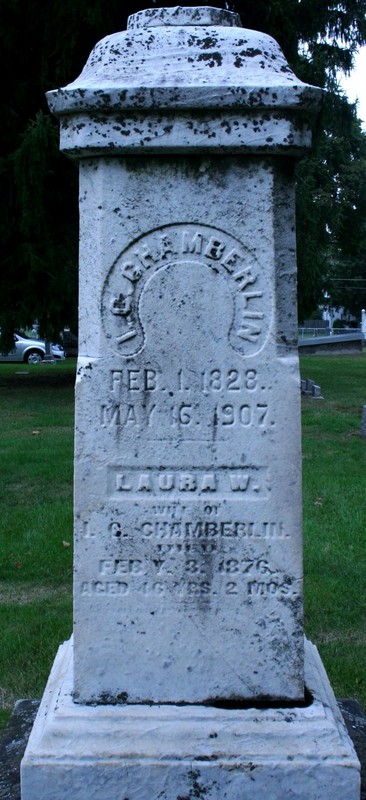 I. G. CHAMBERLIN
FEB. 1. 1828.
MAY 16. 1907.
LAURA W.
WIFE OF
I. G. CHAMBERLIN.
DIED
FEB'Y. 3. 1876.
AGED 46 YRS. 2 MOS.